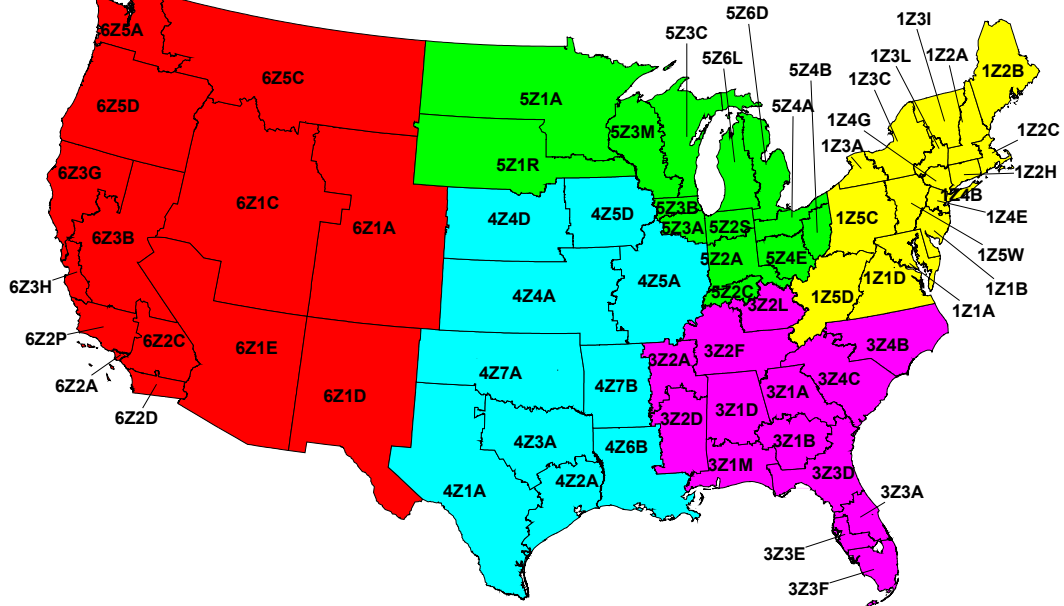 5Z6D
1Z3I
6Z5A
5Z3C
5Z6L
1Z3L
1Z2A
6Z5C
5Z4B
1Z3C
1Z2B
5Z1A
6Z5D
5Z4A
1Z4G
5Z3M
1Z2C
1Z3A
5Z1R
6Z3G
1Z2H
1Z4B
6Z1C
5Z3B
1Z4E
4Z4D
4Z5D
1Z5C
6Z1A
5Z3A
5Z2S
6Z3B
1Z5W
5Z2A
5Z4E
1Z1D
4Z5A
6Z3H
1Z1B
4Z4A
5Z2C
1Z5D
3Z2L
1Z1A
6Z2P
6Z2C
6Z1E
3Z2F
3Z4B
3Z2A
4Z7A
3Z4C
6Z2A
4Z7B
6Z1D
3Z1A
3Z1D
6Z2D
3Z2D
4Z3A
4Z6B
3Z1B
3Z1M
3Z3D
4Z2A
4Z1A
3Z3A
3Z3E
3Z3F